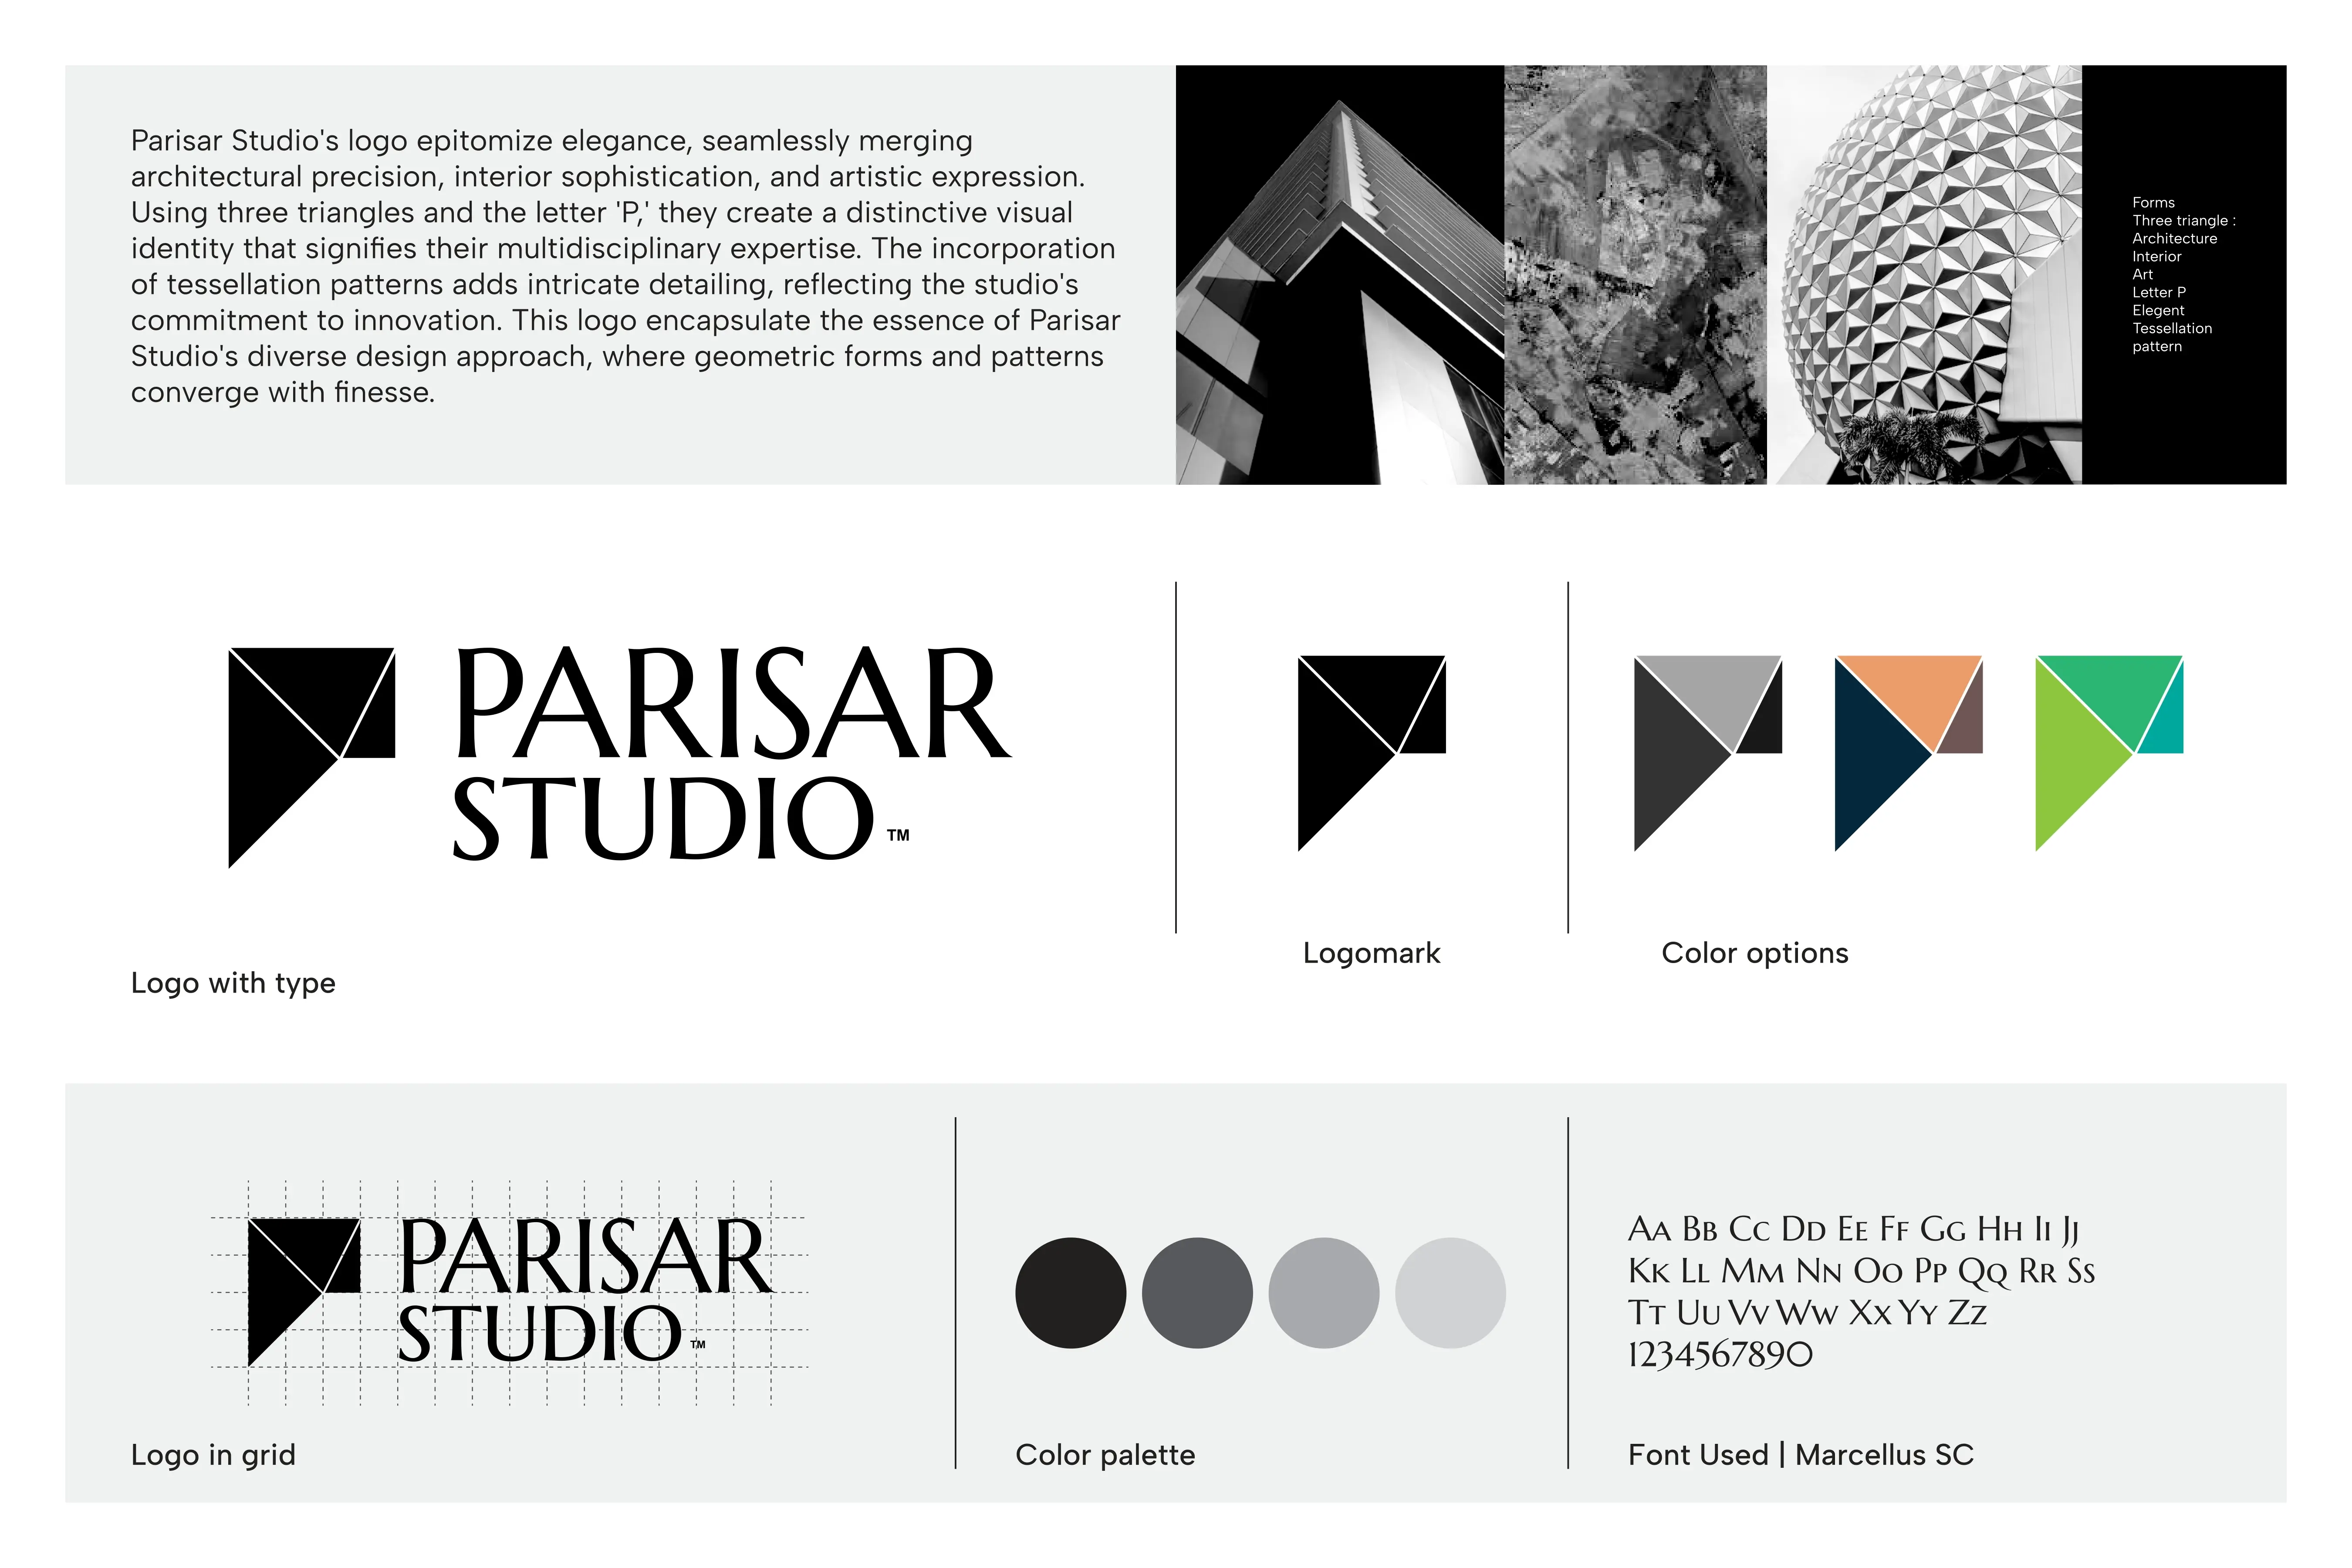 Parisar Studio's logo epitomize elegance, seamlessly merging
architectural precision, interior sophistication, and artistic expression.
Using three triangles and the letter 'P,' they create a distinctive visual
identity that signifies their multidisciplinary expertise. The incorporation
of tessellation patterns adds intricate detailing, reflecting the studio's
commitment to innovation. This logo encapsulate the essence of Parisar
Studio's diverse design approach, where geometric forms and patterns
converge with finesse.
Forms
Three triangle :
Architecture
Interior
Art
Letter P
Elegent
Tessellation
pattern
PARISAR
STUDIO™
Logo with type
Logomark
Color options
PARISAR
STUDIO™
Logo in grid
Color palette
Aa Bb Cc Dd Ee Ff Gg Hh Ii Jj
Kk Ll Mm Nn Oo Pp Qq Rr Ss
Tt Uu Vv Ww Xx Yy Zz
1234567890
Font Used | Marcellus SC